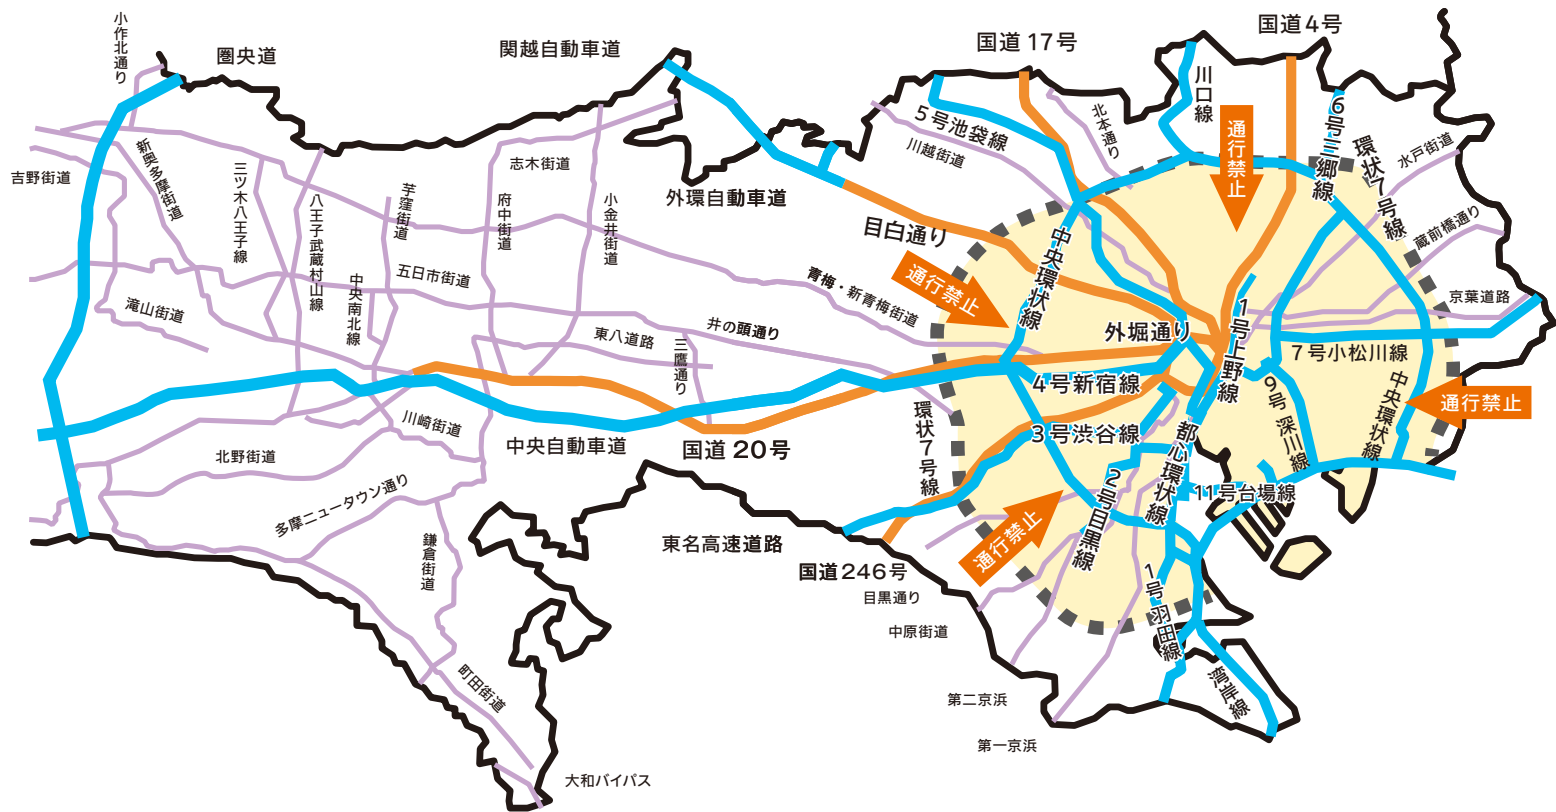 小作北通り
圏央道
関越自動車道
国道17号
国道4号
川口線
6号三郷線
環状7号線
水戸街道
蔵前橋通り
京葉道路
5号池袋線
川越街道
北本通り
通行禁止
新奥多摩街道
吉野街道
三ツ木八王子線
八王子武蔵村山線
芋窪街道
府中街道
志木街道
小金井街道
外環自動車道
目白通り
中央環状線
通行禁止
五日市街道
中央南北線
滝山街道
青梅・新青梅街道
井の頭通り
東八道路
三鷹通り
外堀通り
1号上野線
7号小松川線
4号新宿線
9号深川線
中央環状線
通行禁止
環状7号線
3号渋谷線
都心環状線
2号目黒線
11号台場線
川崎街道
北野街道
中央自動車道
国道20号
多摩ニュータウン通り
鎌倉街道
東名高速道路
国道246号
通行禁止
目黒通り
中原街道
1号羽田線
湾岸線
町田街道
第二京浜
第一京浜
大和バイパス